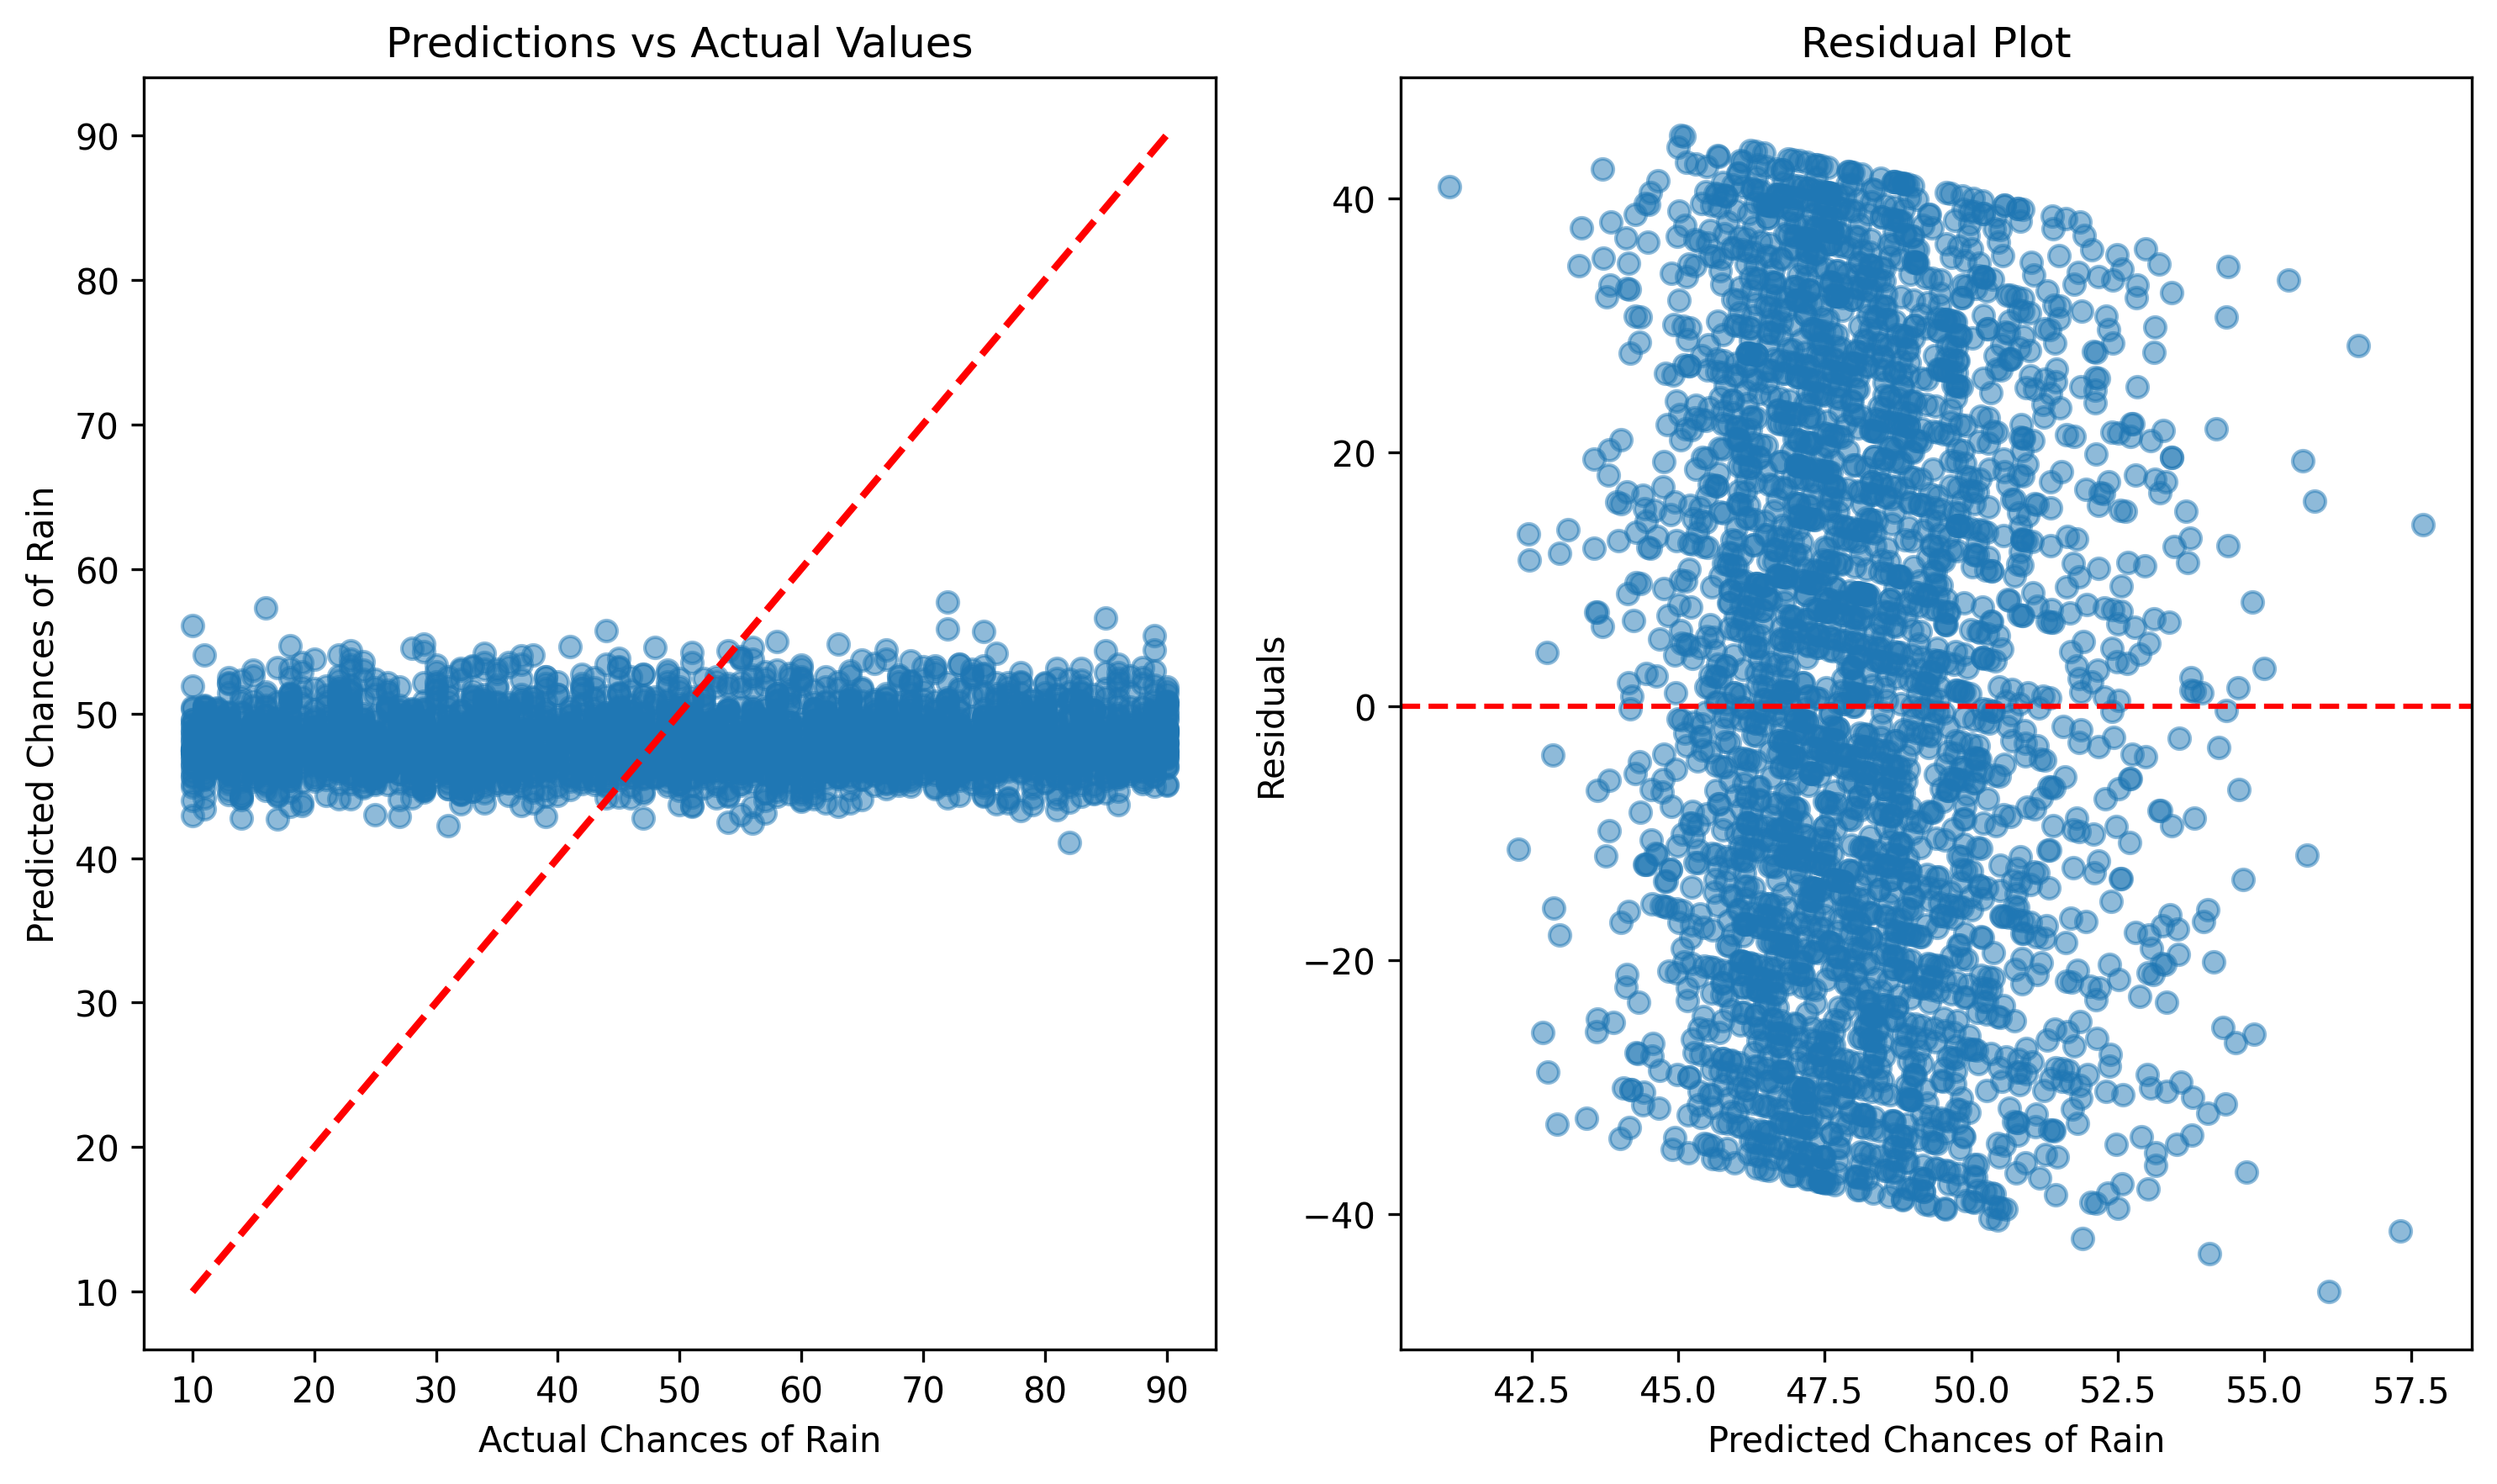 Predictions vs Actual Values
90
80
70
60
50
40
30
20
10
Predicted Chances of Rain
10 20 30 40 50 60 70 80 90
Actual Chances of Rain
Residual Plot
40
20
0
−20
−40
Residuals
42.5 45.0 47.5 50.0 52.5 55.0 57.5
Predicted Chances of Rain